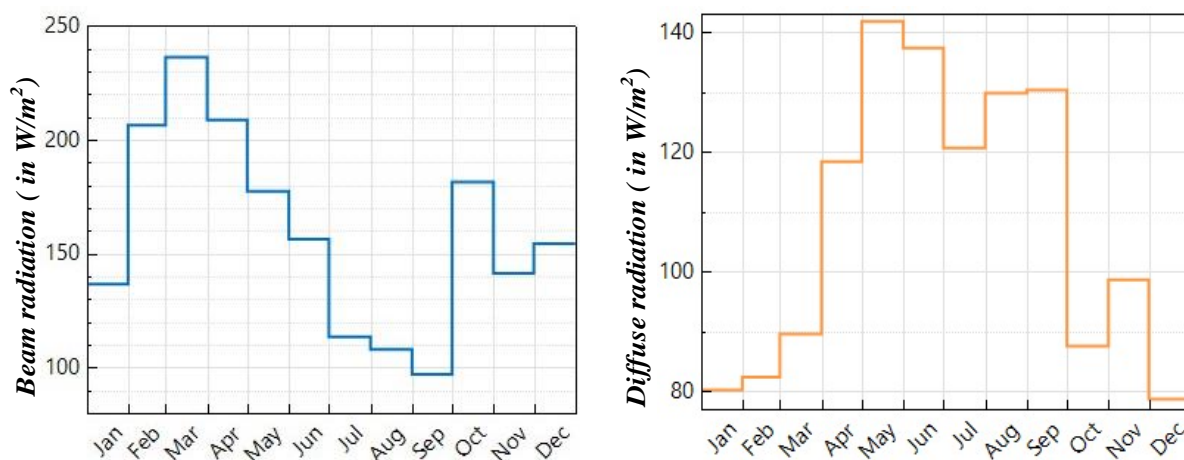 Beam radiation ( in W/m²)
250
200
150
100
Jan Feb Mar Apr May Jun Jul Aug Sep Oct Nov Dec
Diffuse radiation ( in W/m²)
140
120
100
80
Jan Feb Mar Apr May Jun Jul Aug Sep Oct Nov Dec